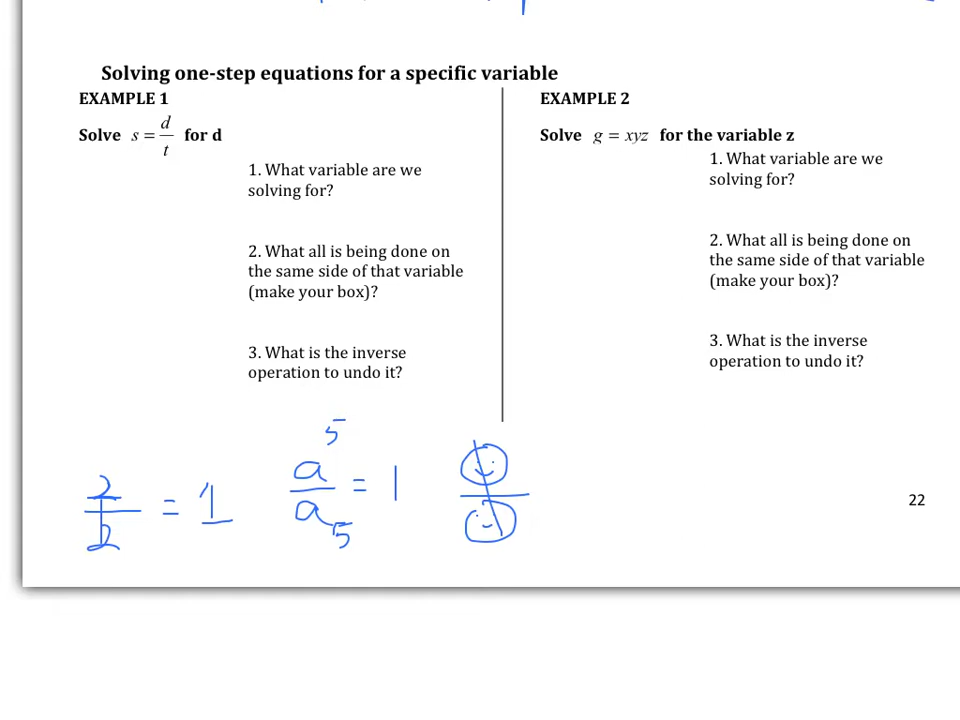 Solving one-step equations for a specific variable
EXAMPLE 1
Solve s = d/t for d
1. What variable are we
solving for?
2. What all is being done on
the same side of that variable
(make your box)?
3. What is the inverse
operation to undo it?
EXAMPLE 2
Solve g = xyz for the variable z
1. What variable are we
solving for?
2. What all is being done on
the same side of that variable
(make your box)?
3. What is the inverse
operation to undo it?
2/2 = 1
5
a/a = 1
5
22